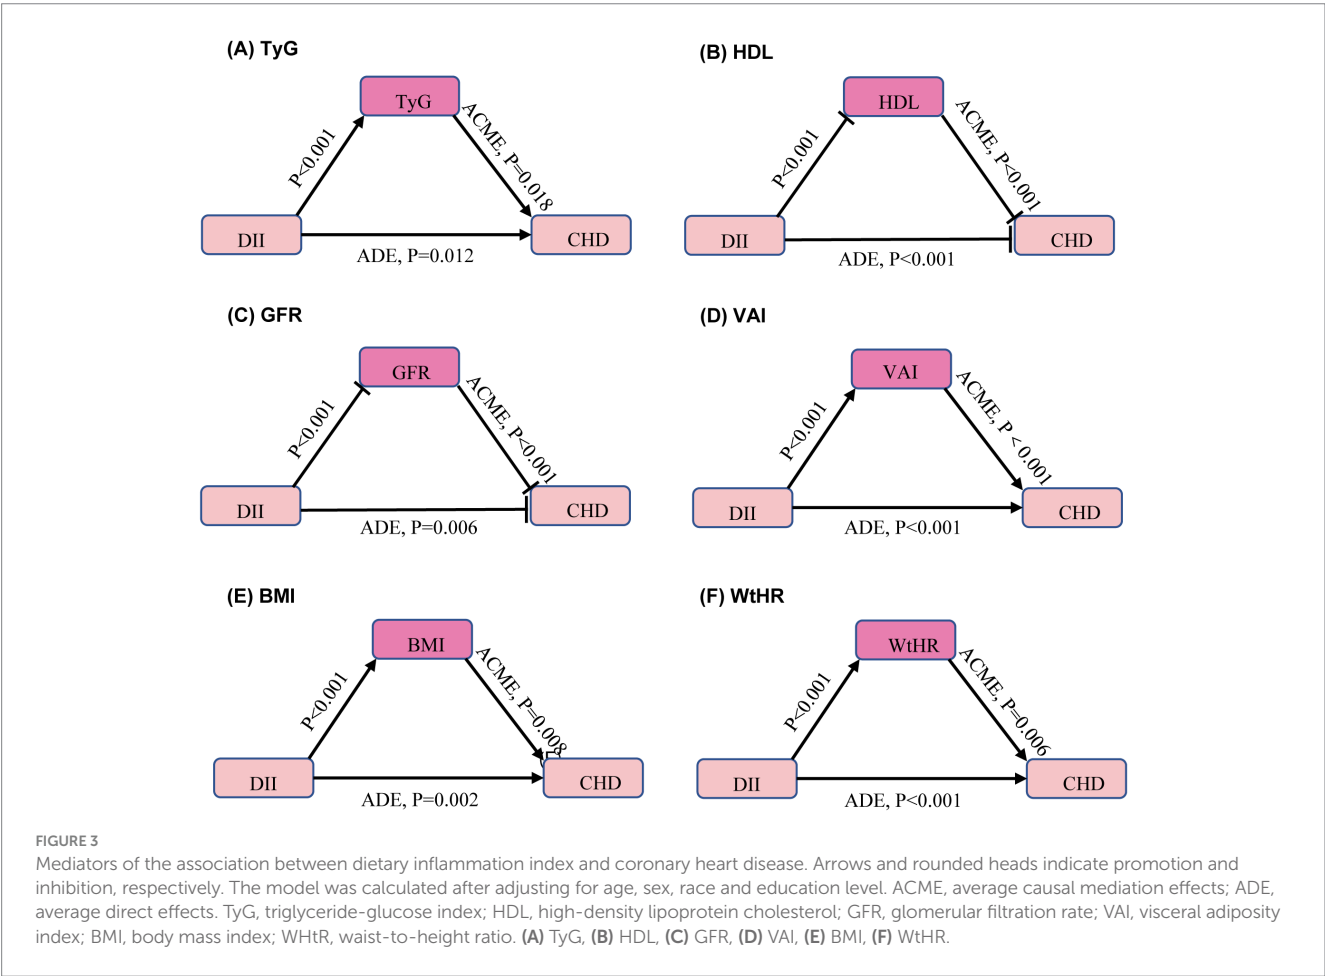 (A) TyG
TyG
P<0.001
ACME, P=0.018
DII
CHD
ADE, P=0.012
(B) HDL
HDL
P<0.001
ACME, P<0.001
DII
CHD
ADE, P<0.001
(C) GFR
GFR
P<0.001
ACME, P<0.001
DII
CHD
ADE, P=0.006
(D) VAI
VAI
P<0.001
ACME, P < 0.001
DII
CHD
ADE, P<0.001
(E) BMI
BMI
P<0.001
ACME, P=0.008
DII
CHD
ADE, P=0.002
(F) WtHR
WtHR
P<0.001
ACME, P=0.006
DII
CHD
ADE, P<0.001
FIGURE 3
Mediators of the association between dietary inflammation index and coronary heart disease. Arrows and rounded heads indicate promotion and
inhibition, respectively. The model was calculated after adjusting for age, sex, race and education level. ACME, average causal mediation effects; ADE,
average direct effects. TyG, triglyceride-glucose index; HDL, high-density lipoprotein cholesterol; GFR, glomerular filtration rate; VAI, visceral adiposity
index; BMI, body mass index; WHtR, waist-to-height ratio. (A) TyG, (B) HDL, (C) GFR, (D) VAI, (E) BMI, (F) WtHR.